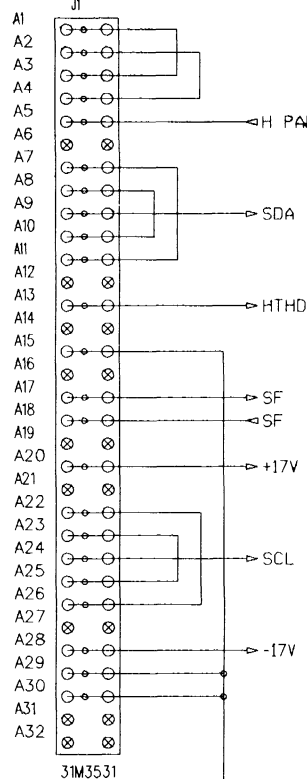 J1
A1
A2
A3
A4
A5
H PA
A6
A7
A8
A9
SDA
A10
A11
A12
A13
HTHD
A14
A15
A16
A17
SF
A18
SF
A19
A20
+17V
A21
A22
A23
A24
SCL
A25
A26
A27
A28
-17V
A29
A30
A31
A32
31M3531